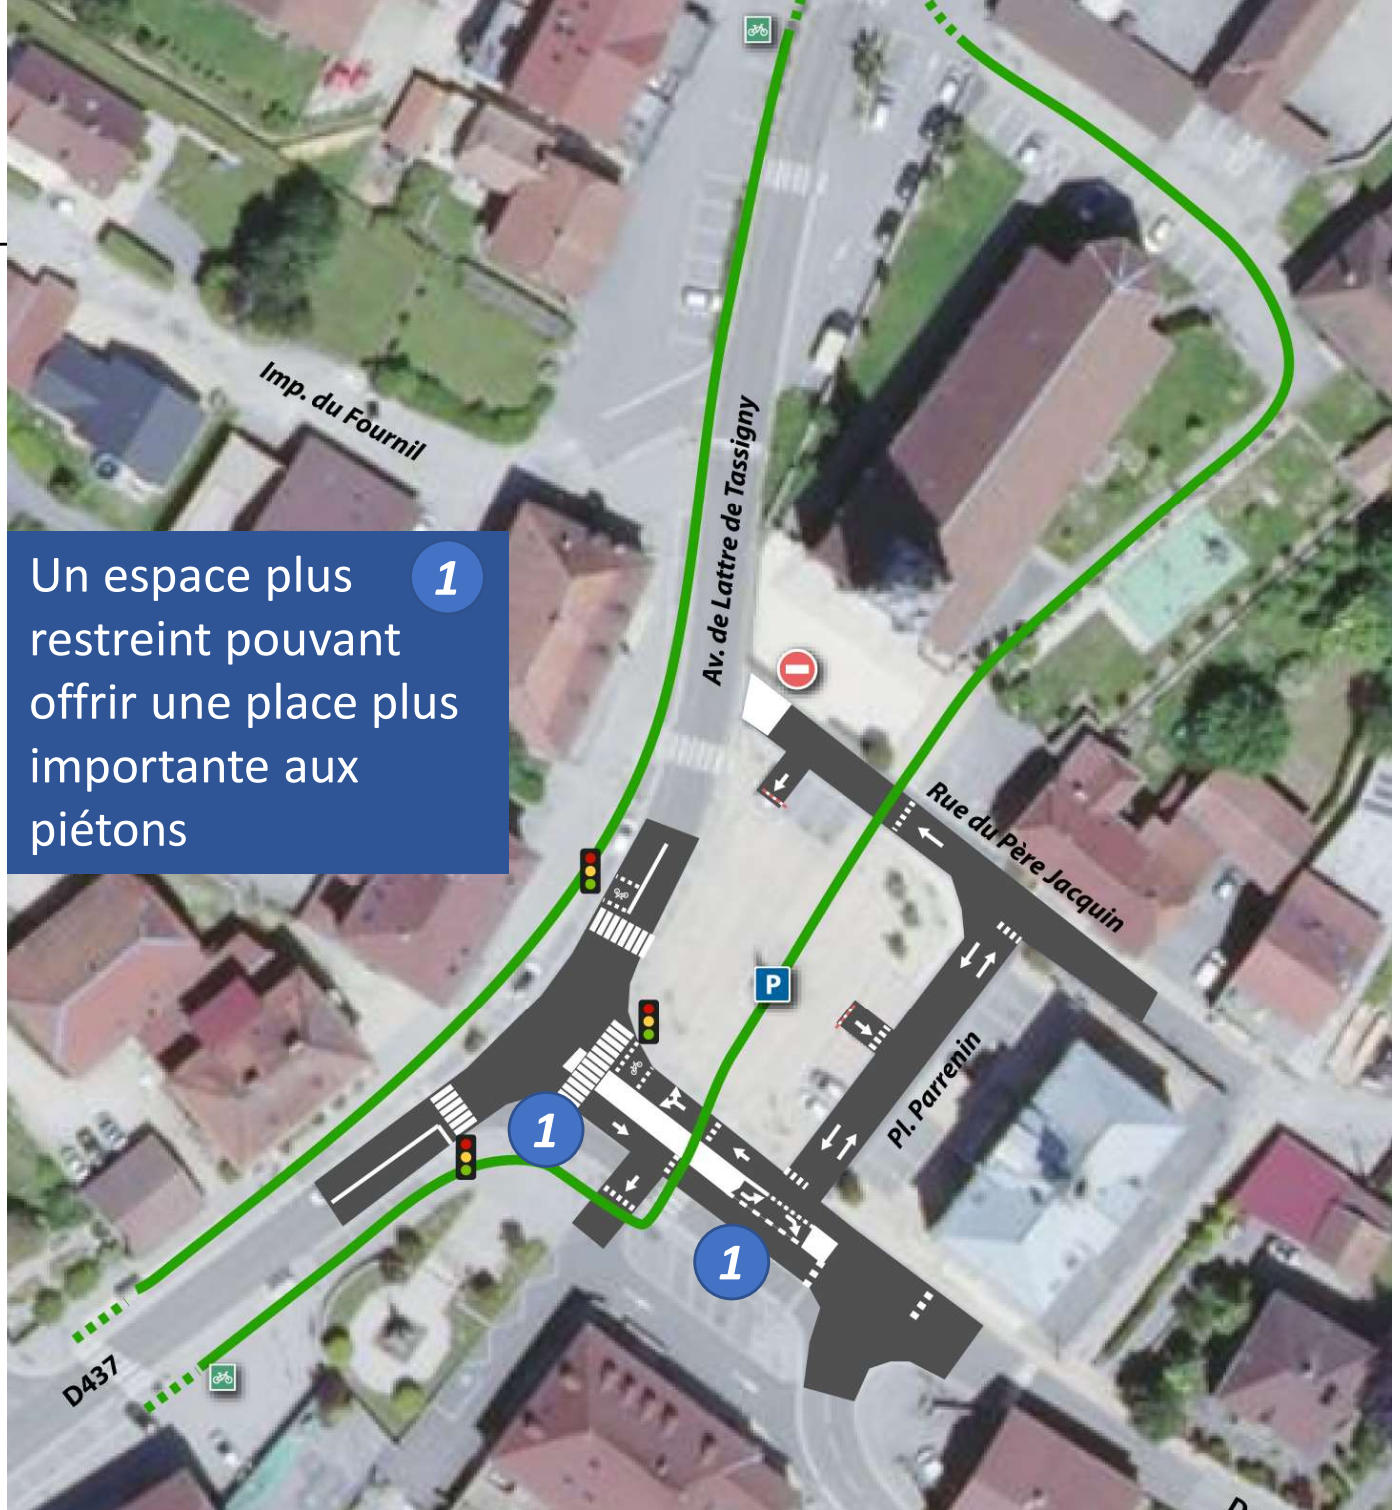 Imp. du Fournil
Av. de Lattre de Tassigny
Un espace plus 1
restreint pouvant
offrir une place plus
importante aux
piétons
Rue du Père Jacquin
P
Pl. Parrenin
1
1
D437
D